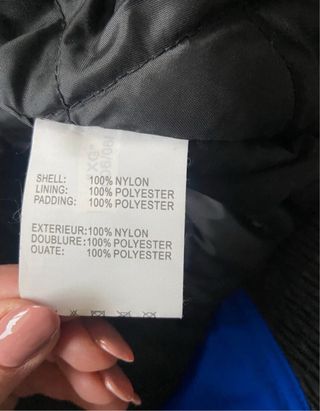 SHELL: 100% NYLON
LINING: 100% POLYESTER
PADDING: 100% POLYESTER
EXTERIEUR:100% NYLON
DOUBLURE:100% POLYESTER
OUATE: 100% POLYESTER